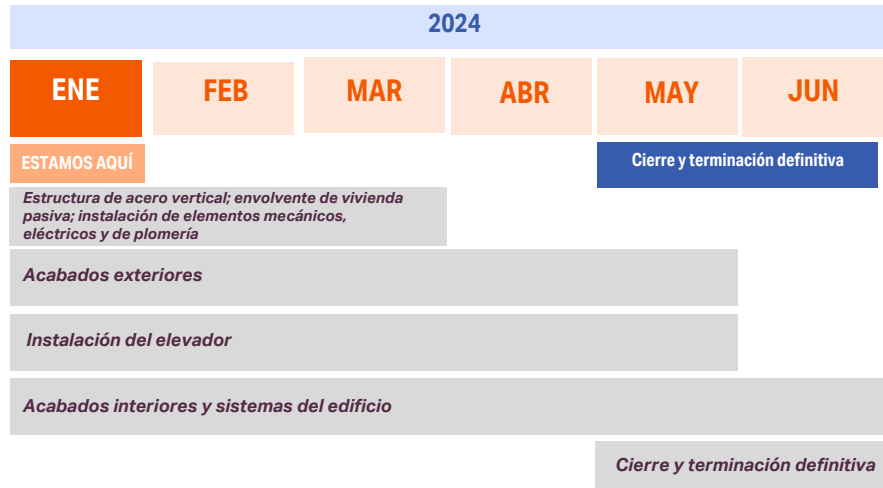 2024
ENE
FEB
MAR
ABR
MAY
JUN
ESTAMOS AQUÍ
Cierre y terminación definitiva
Estructura de acero vertical; envolvente de vivienda
pasiva; instalación de elementos mecánicos,
eléctricos y de plomería
Acabados exteriores
Instalación del elevador
Acabados interiores y sistemas del edificio
Cierre y terminación definitiva